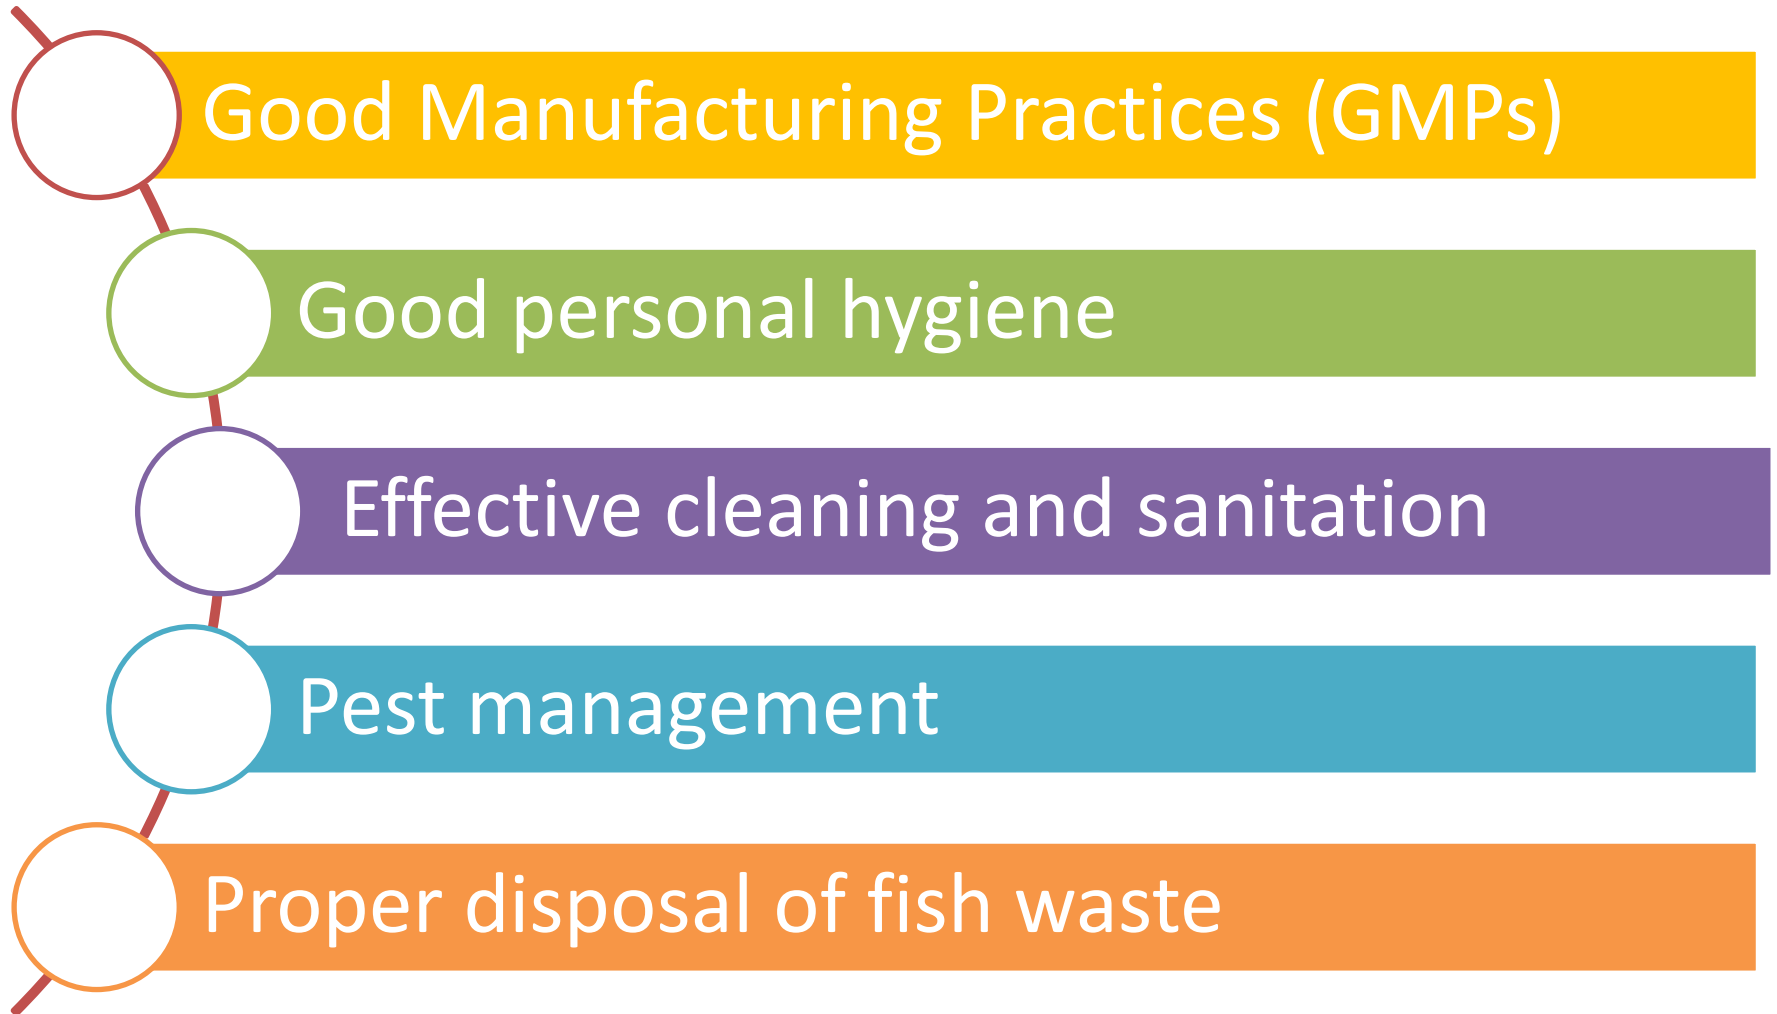 Good Manufacturing Practices (GMPs)
Good personal hygiene
Effective cleaning and sanitation
Pest management
Proper disposal of fish waste